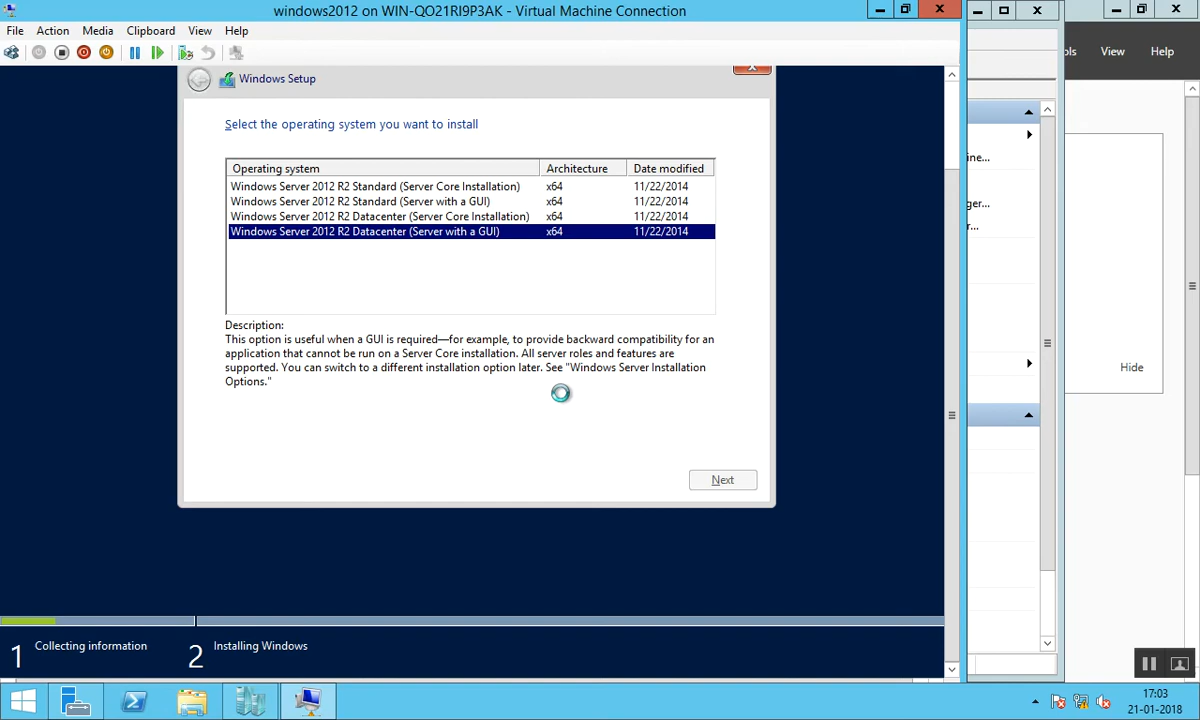 windows2012 on WIN-QO21RI9P3AK - Virtual Machine Connection
File Action Media Clipboard View Help
ols View Help
Windows Setup
Select the operating system you want to install
Operating system Architecture Date modified
Windows Server 2012 R2 Standard (Server Core Installation) x64 11/22/2014
Windows Server 2012 R2 Standard (Server with a GUI) x64 11/22/2014
Windows Server 2012 R2 Datacenter (Server Core Installation) x64 11/22/2014
Windows Server 2012 R2 Datacenter (Server with a GUI) x64 11/22/2014
ine...
ger...
r...
Hide
Description:
This option is useful when a GUI is required—for example, to provide backward compatibility for an
application that cannot be run on a Server Core installation. All server roles and features are
supported. You can switch to a different installation option later. See "Windows Server Installation
Options."
Next
1 Collecting information 2 Installing Windows
17:03
21-01-2018